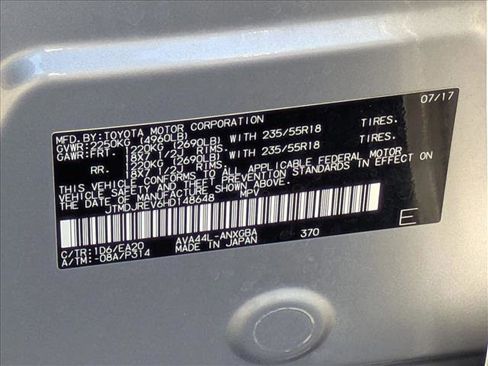 MFD.BY:TOYOTA MOTOR CORPORATION 07/17
GVWR:2250KG (4960LB)
GAWR:FRT. 1220KG (2690LB) WITH 235/55R18 TIRES.
18X7 1/2J RIMS.
RR. 1220KG (2690LB) WITH 235/55R18 TIRES.
18X7 1/2J RIMS.
THIS VEHICLE CONFORMS TO ALL APPLICABLE FEDERAL MOTOR
VEHICLE SAFETY AND THEFT PREVENTION STANDARDS IN EFFECT ON
THE DATE OF MANUFACTURE SHOWN ABOVE.
JTMDJREV6HD148648 MPV
E
C/TR:1D6/EA20 AVA44L-ANXGBA 370
A/TM:-08A/P314 MADE IN JAPAN